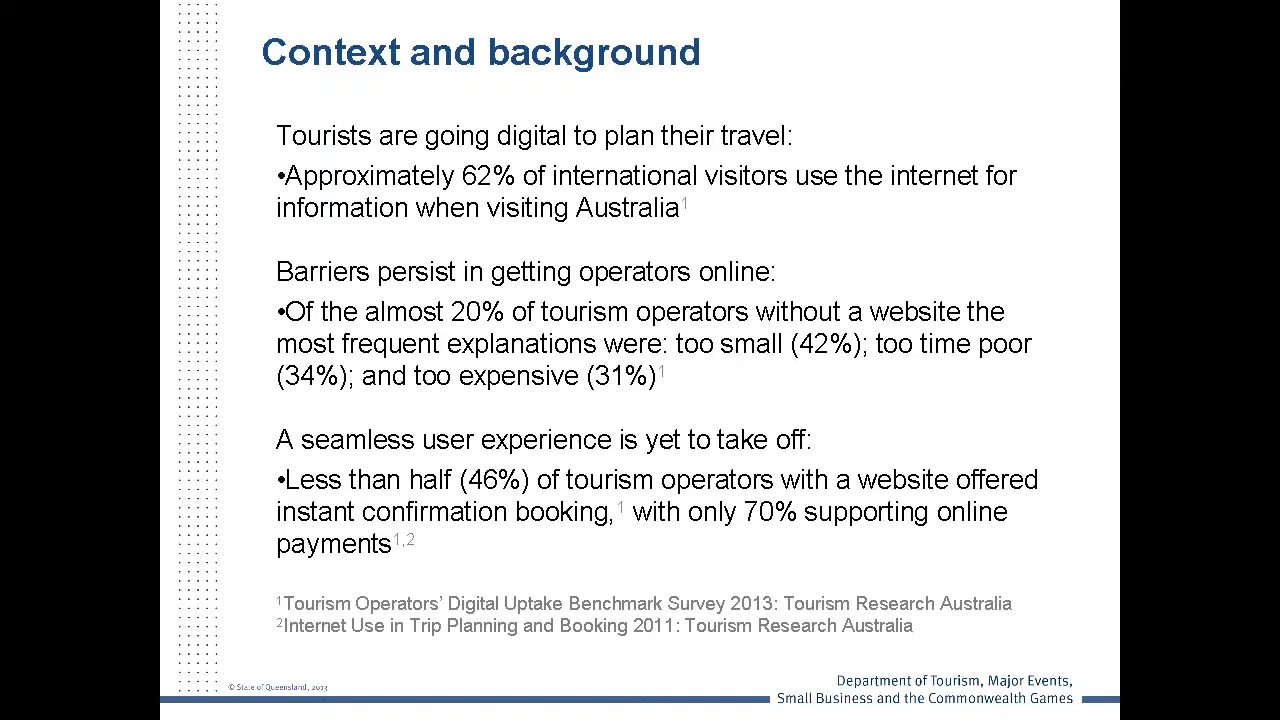 Context and background
Tourists are going digital to plan their travel:
•Approximately 62% of international visitors use the internet for
information when visiting Australia¹
Barriers persist in getting operators online:
•Of the almost 20% of tourism operators without a website the
most frequent explanations were: too small (42%); too time poor
(34%); and too expensive (31%)¹
A seamless user experience is yet to take off:
•Less than half (46%) of tourism operators with a website offered
instant confirmation booking,¹ with only 70% supporting online
payments¹,²
¹Tourism Operators’ Digital Uptake Benchmark Survey 2013: Tourism Research Australia
²Internet Use in Trip Planning and Booking 2011: Tourism Research Australia
© State of Queensland, 2013
Department of Tourism, Major Events,
Small Business and the Commonwealth Games